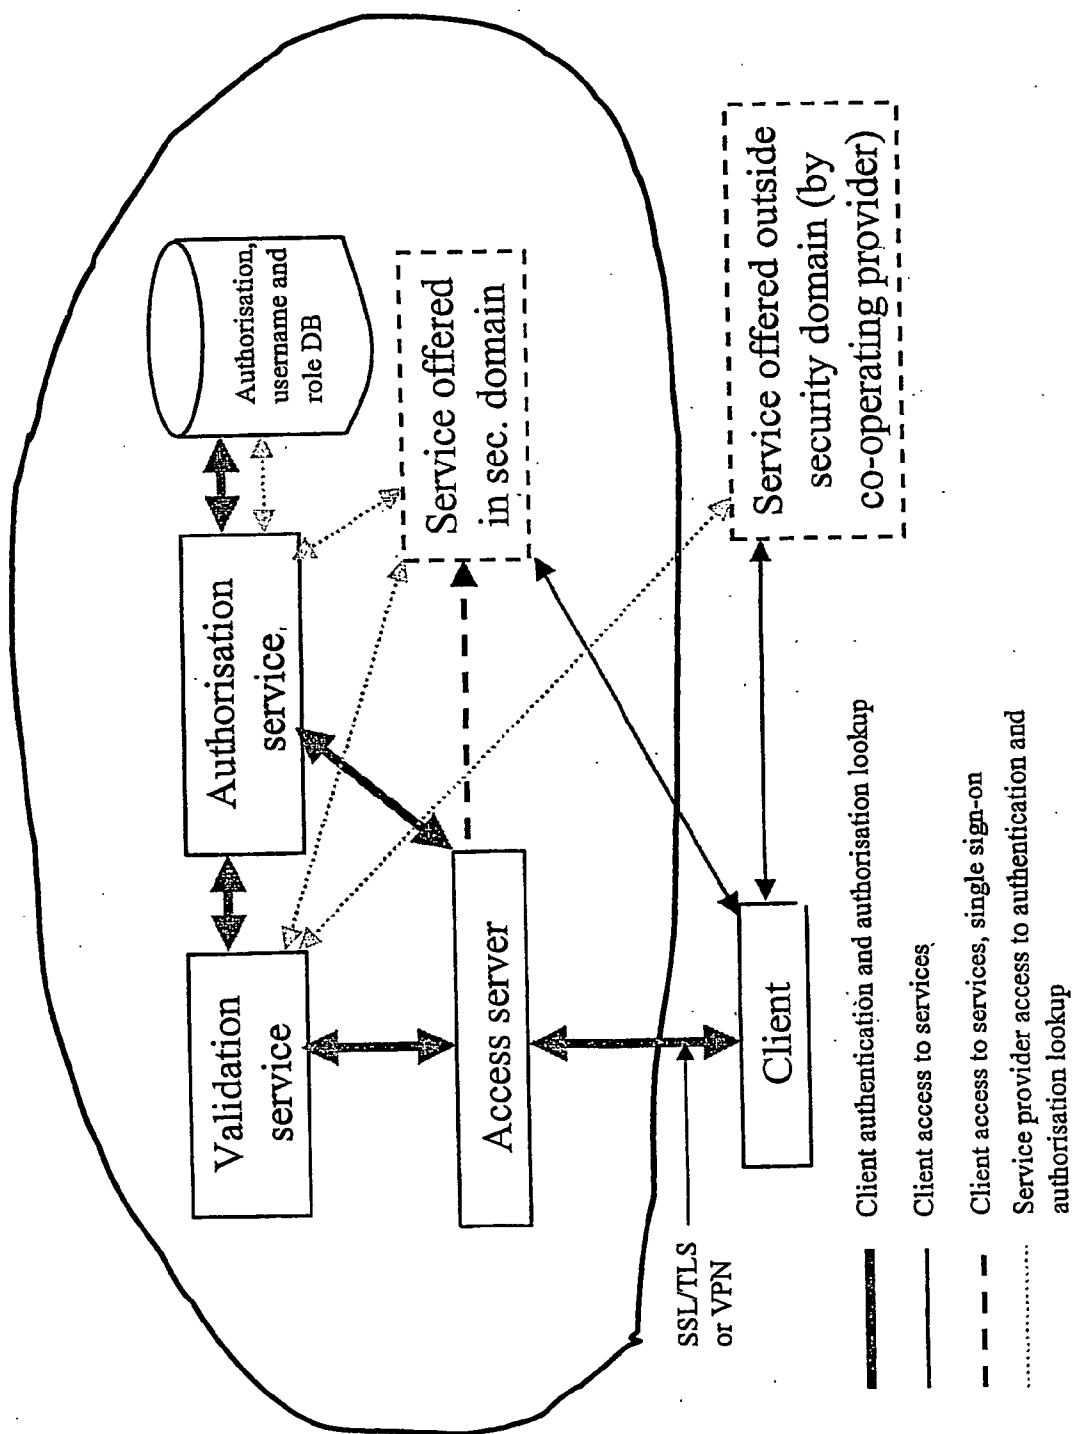 Validation
service
Authorisation
service,
Authorisation,
username and
role DB
Access server
Service offered
in sec. domain
SSL/TLS
or VPN
Client
Service offered outside
security domain (by
co-operating provider)
Client authentication and authorisation lookup
Client access to services
Client access to services, single sign-on
Service provider access to authentication and
authorisation lookup